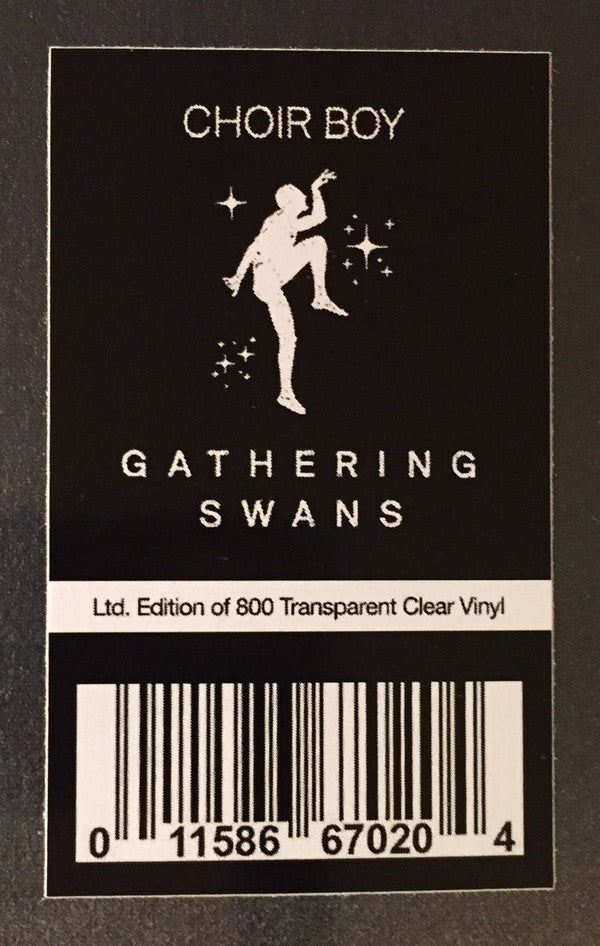 CHOIR BOY
GATHERING
SWANS
Ltd. Edition of 800 Transparent Clear Vinyl
0 11586 67020 4